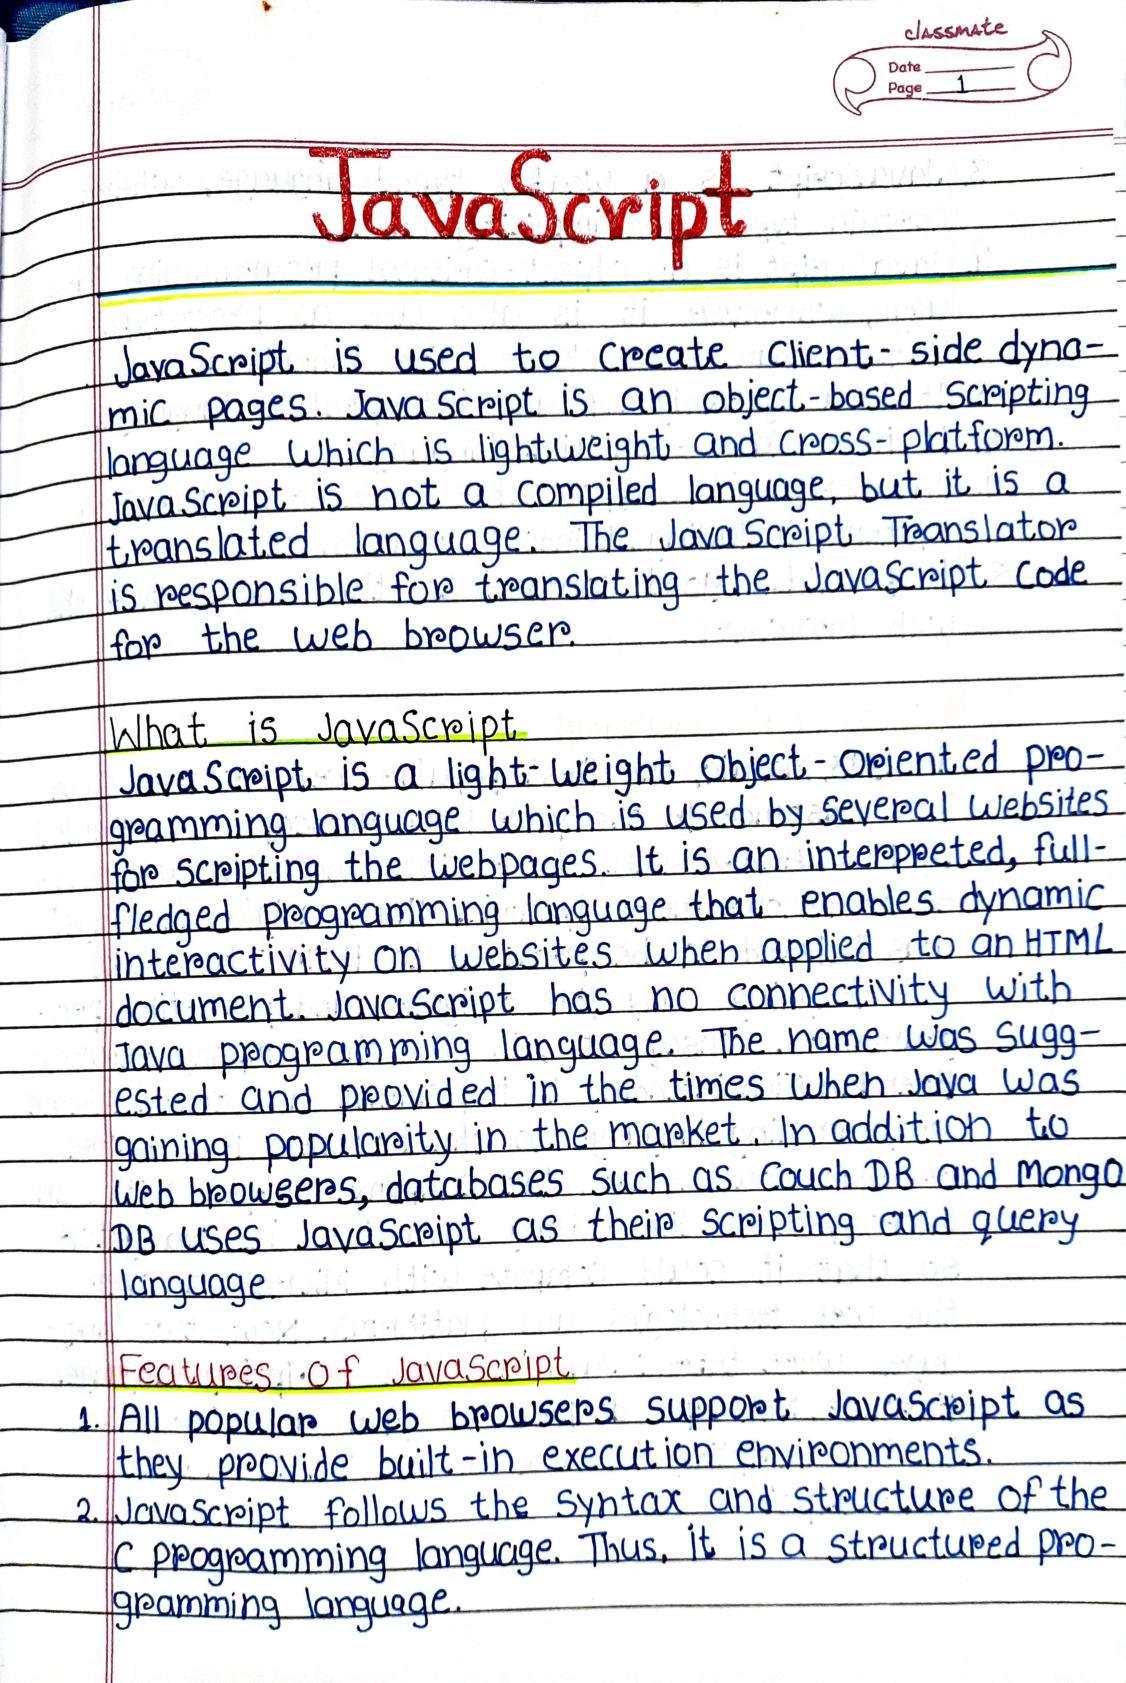 classmate
Date
Page 1
JavaScript
JavaScript is used to create client-side dyna-
mic pages. JavaScript is an object-based scripting
language which is lightweight and cross-platform.
JavaScript is not a compiled language, but it is a
translated language. The JavaScript Translator
is responsible for translating the JavaScript code
for the web browser.
What is JavaScript
JavaScript is a light-weight object-oriented pro-
gramming language which is used by several websites
for scripting the webpages. It is an interpreted, full-
fledged programming language that enables dynamic
interactivity on websites when applied to an HTML
document. JavaScript has no connectivity with
Java programming language. The name was sugg-
ested and provided in the times when Java was
gaining popularity in the market. In addition to
web browsers, databases such as Couch DB and Mongo
DB uses JavaScript as their scripting and query
language.
Features of JavaScript
1. All popular web browsers support JavaScript as
they provide built-in execution environments.
2. JavaScript follows the syntax and structure of the
C programming language. Thus, it is a structured pro-
gramming language.